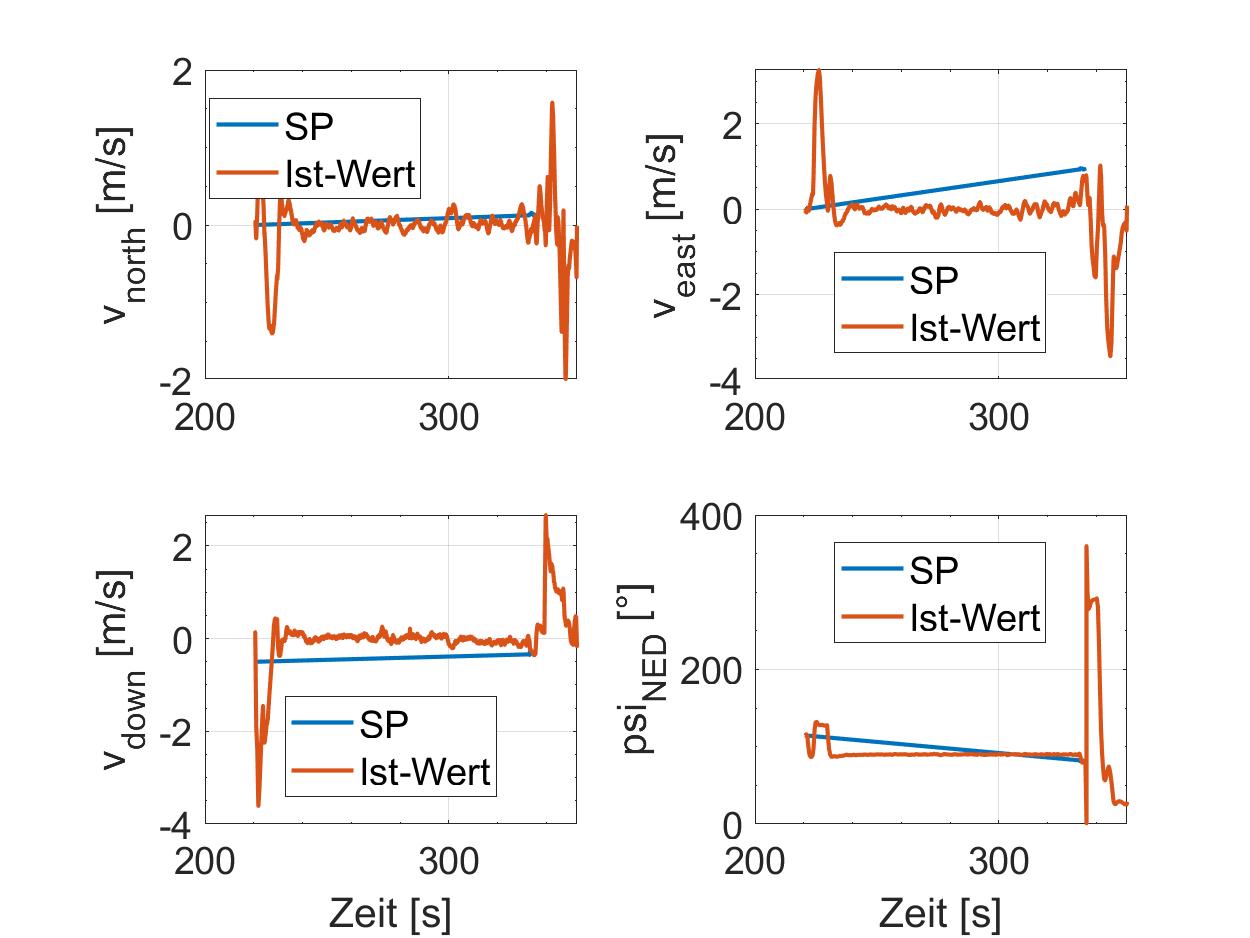 2
0
-2
v_north [m/s]
SP
Ist-Wert
200
300
2
0
-2
-4
v_east [m/s]
SP
Ist-Wert
200
300
2
0
-2
-4
v_down [m/s]
SP
Ist-Wert
200
300
Zeit [s]
400
200
0
psi_NED [°]
SP
Ist-Wert
200
300
Zeit [s]